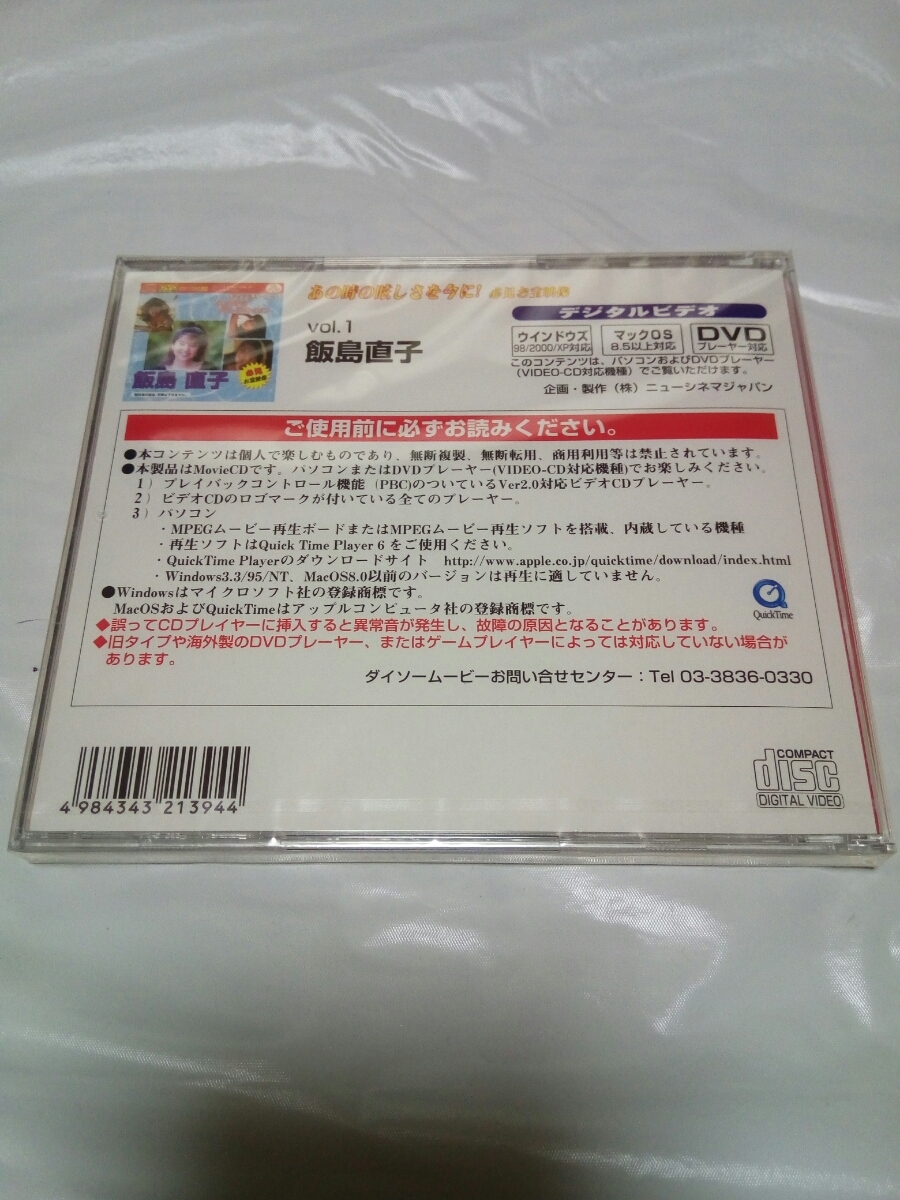 あの時の眩しさを今に! 必見お宝映像
vol.1
飯島直子
飯島 直子
必見
お宝映像
デジタルビデオ
ウインドウズ
98/2000/XP対応
マックOS
8.5以上対応
DVD
プレーヤー対応
このコンテンツは、パソコンおよびDVDプレーヤー
(VIDEO-CD対応機種)でご覧いただけます。
企画・製作(株)ニューシネマジャパン
ご使用前に必ずお読みください。
●本コンテンツは個人で楽しむものであり、無断複製、無断転用、商用利用等は禁止されています。
●本製品はMovieCDです。パソコンまたはDVDプレーヤー(VIDEO-CD対応機種)でお楽しみください。
1）プレイバックコントロール機能（PBC)のついているVer2.0対応ビデオCDプレーヤー。
2）ビデオCDのロゴマークが付いている全てのプレーヤー。
3）パソコン
・MPEGムービー再生ボードまたはMPEGムービー再生ソフトを搭載、内蔵している機種
・再生ソフトはQuick Time Player 6 をご使用ください。
・QuickTime Playerのダウンロードサイト http://www.apple.co.jp/quicktime/download/index.html
・Windows3.3/95/NT、MacOS8.0以前のバージョンは再生に適していません。
●Windowsはマイクロソフト社の登録商標です。
MacOSおよびQuickTimeはアップルコンピュータ社の登録商標です。
QuickTime
◆誤ってCDプレイヤーに挿入すると異常音が発生し、故障の原因となることがあります。
◆旧タイプや海外製のDVDプレーヤー、またはゲームプレイヤーによっては対応していない場合が
あります。
ダイソームービーお問い合せセンター：Tel 03-3836-0330
4 984343 213944
COMPACT
disc
DIGITAL VIDEO